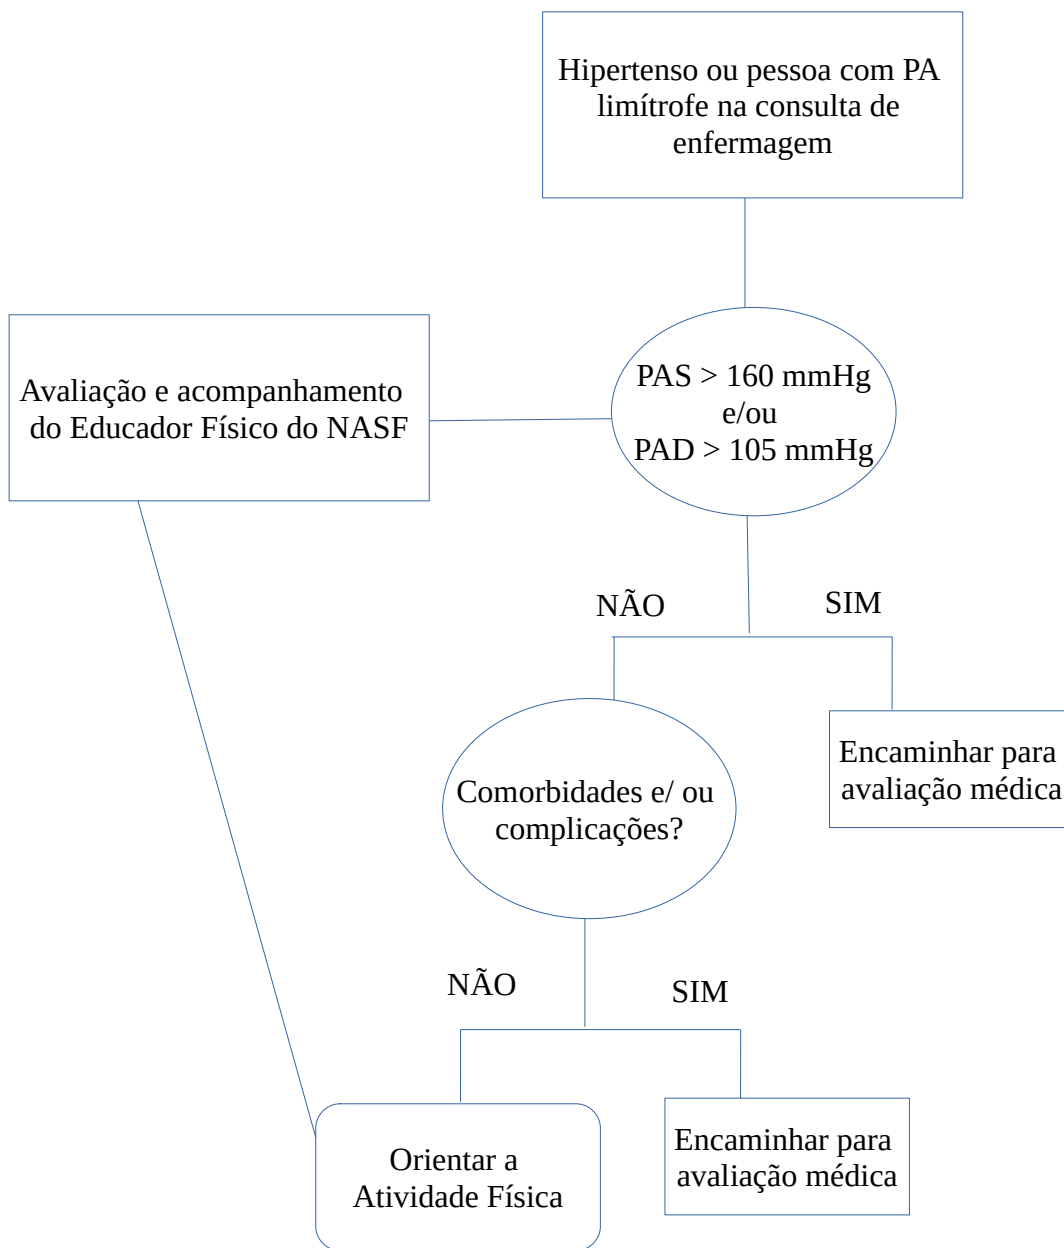 Hipertenso ou pessoa com PA
limítrofe na consulta de
enfermagem
Avaliação e acompanhamento
do Educador Físico do NASF
PAS > 160 mmHg
e/ou
PAD > 105 mmHg
NÃO
SIM
Encaminhar para
avaliação médica
Comorbidades e/ ou
complicações?
NÃO
SIM
Orientar a
Atividade Física
Encaminhar para
avaliação médica